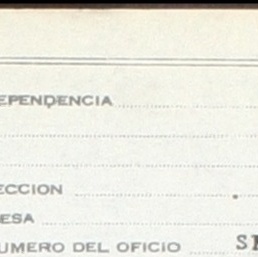 EPENDENCIA
ECCION
ESA
UMERO DEL OFICIO